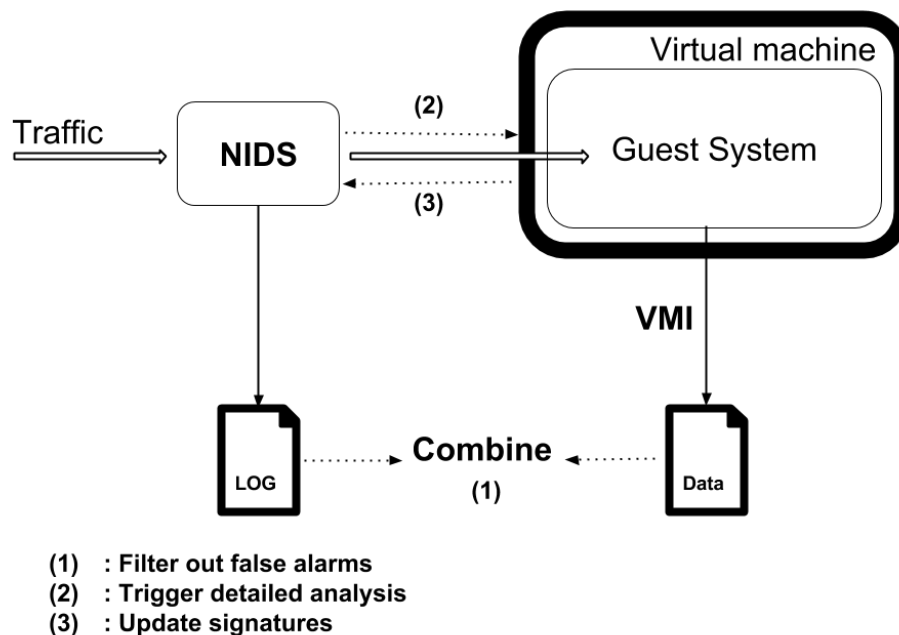 Virtual machine
(2)
Traffic
NIDS
Guest System
(3)
VMI
LOG
Combine
(1)
Data
(1) : Filter out false alarms
(2) : Trigger detailed analysis
(3) : Update signatures